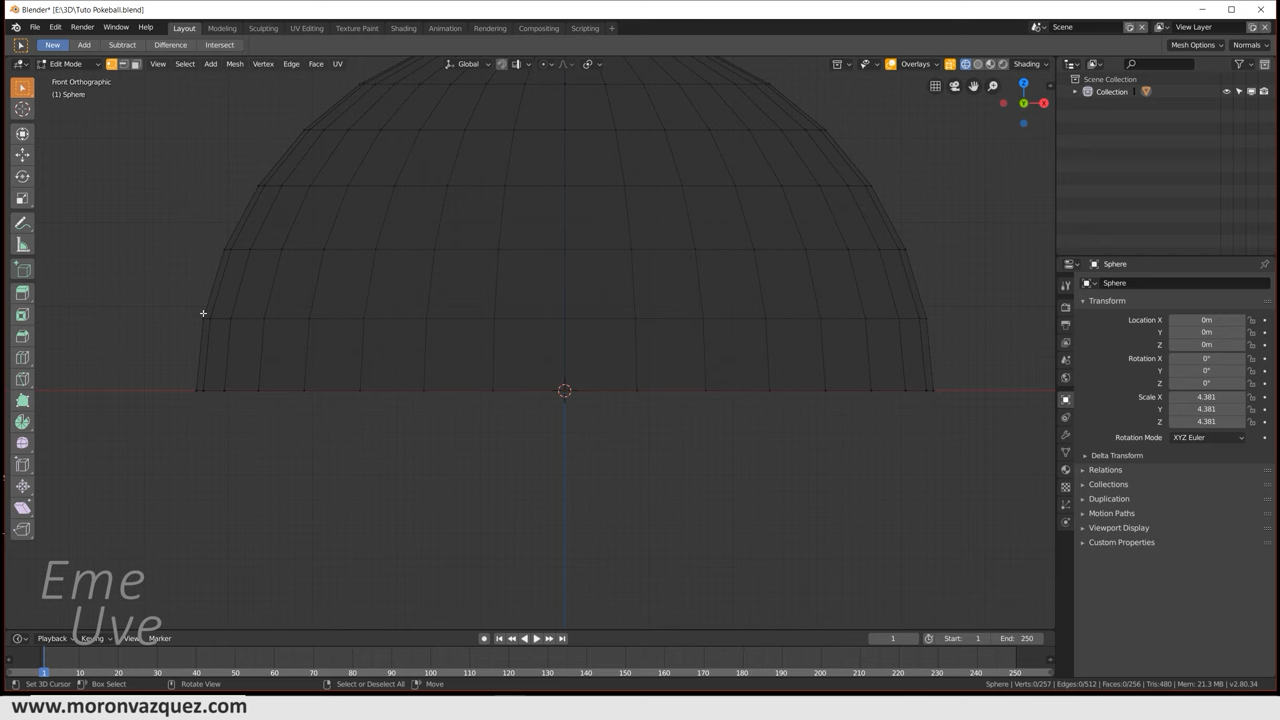 Blender* [E:\3D\Tuto Pokeball.blend]
File Edit Render Window Help Layout Modeling Sculpting UV Editing Texture Paint Shading Animation Rendering Compositing Scripting + Scene View Layer
New Add Subtract Difference Intersect Mesh Options Normals
Edit Mode View Select Add Mesh Vertex Edge Face UV Global Overlays Shading
Front Orthographic
(1) Sphere
Z
Y
X
Scene Collection
Collection
Sphere
Sphere
Transform
Location X 0m
Y 0m
Z 0m
Rotation X 0°
Y 0°
Z 0°
Scale X 4.381
Y 4.381
Z 4.381
Rotation Mode XYZ Euler
Delta Transform
Relations
Collections
Duplication
Motion Paths
Viewport Display
Custom Properties
Eme
Uve
Playback Keying View Marker 1 Start: 1 End: 250
1 10 20 30 40 50 60 70 80 90 100 110 120 130 140 150 160 170 180 190 200 210 220 230 240 250
Set 3D Cursor Box Select Rotate View Select or Deselect All Move Sphere | Verts:0/257 | Edges:0/512 | Faces:0/256 | Tris:480 | Mem: 21.3 MB | v2.80.34
www.moronvazquez.com